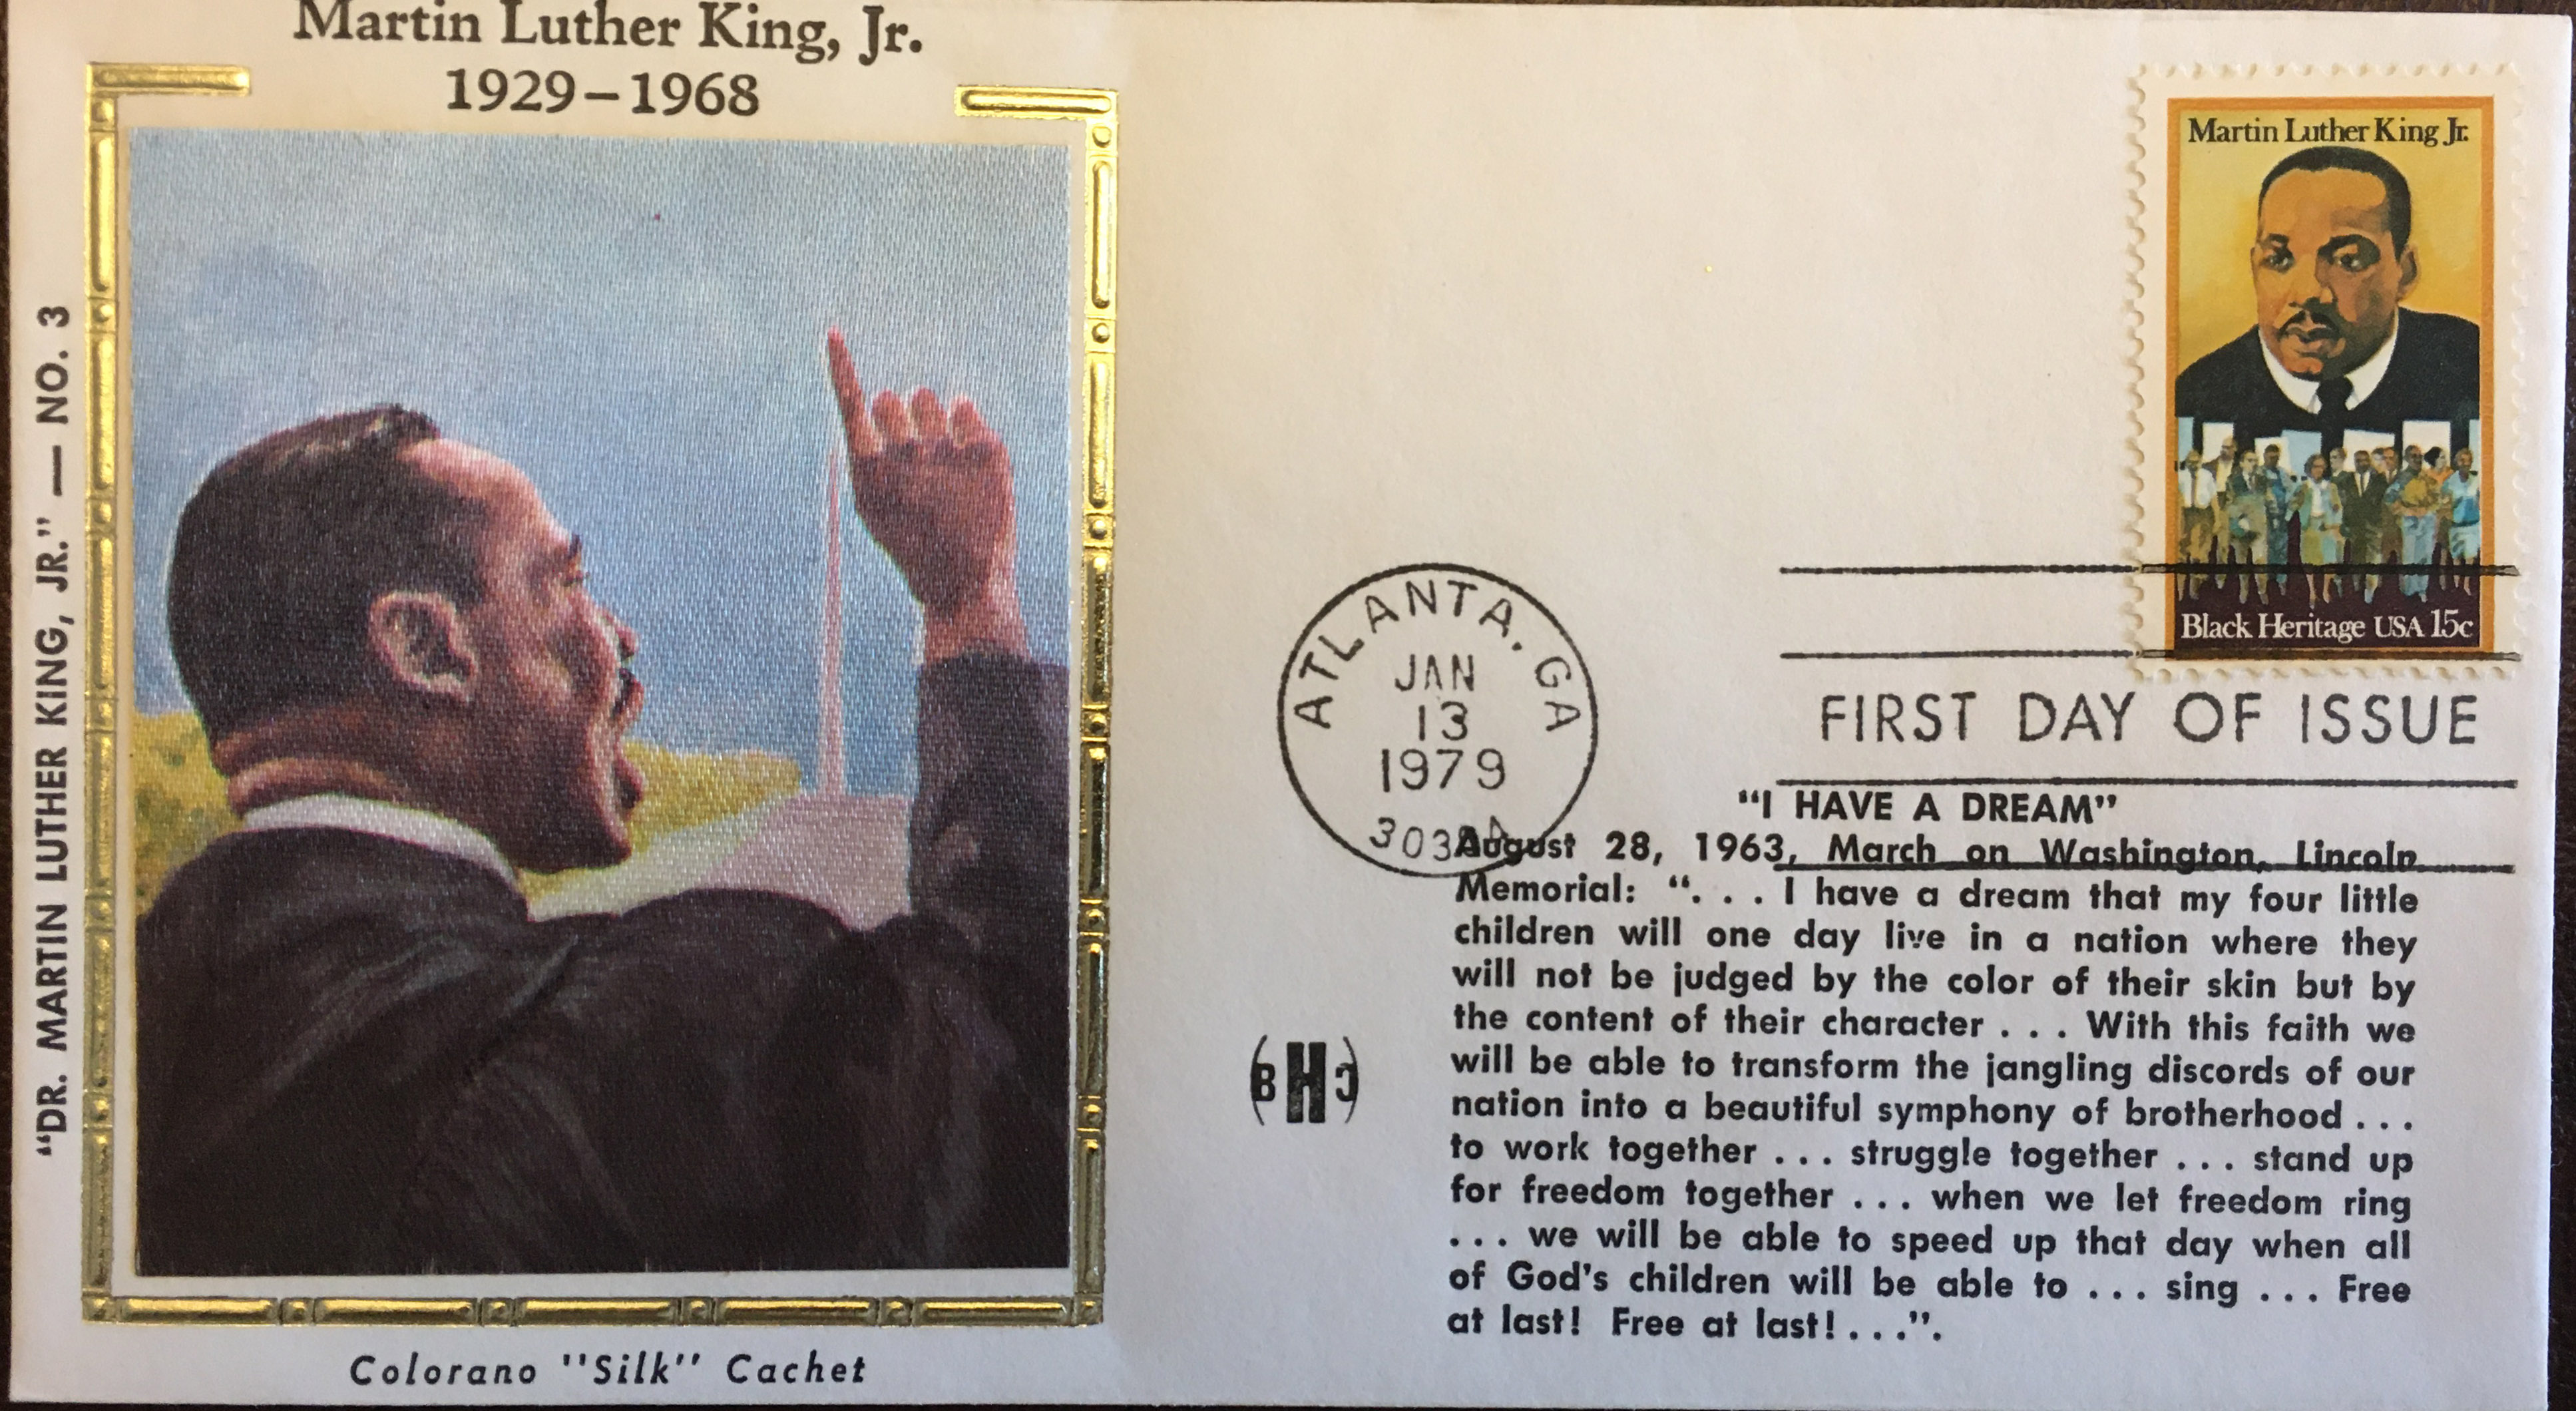 Martin Luther King, Jr.
1929–1968
"DR. MARTIN LUTHER KING, JR." — NO. 3
Colorano "Silk" Cachet
Martin Luther King Jr.
Black Heritage USA 15c
ATLANTA, GA
JAN
13
1979
FIRST DAY OF ISSUE
"I HAVE A DREAM"
August 28, 1963, March on Washington, Lincoln
Memorial: ". . . I have a dream that my four little
children will one day live in a nation where they
will not be judged by the color of their skin but by
the content of their character . . . With this faith we
will be able to transform the jangling discords of our
nation into a beautiful symphony of brotherhood . . .
to work together . . . struggle together . . . stand up
for freedom together . . . when we let freedom ring
. . . we will be able to speed up that day when all
of God's children will be able to . . . sing . . . Free
at last! Free at last! . . .".
BHC